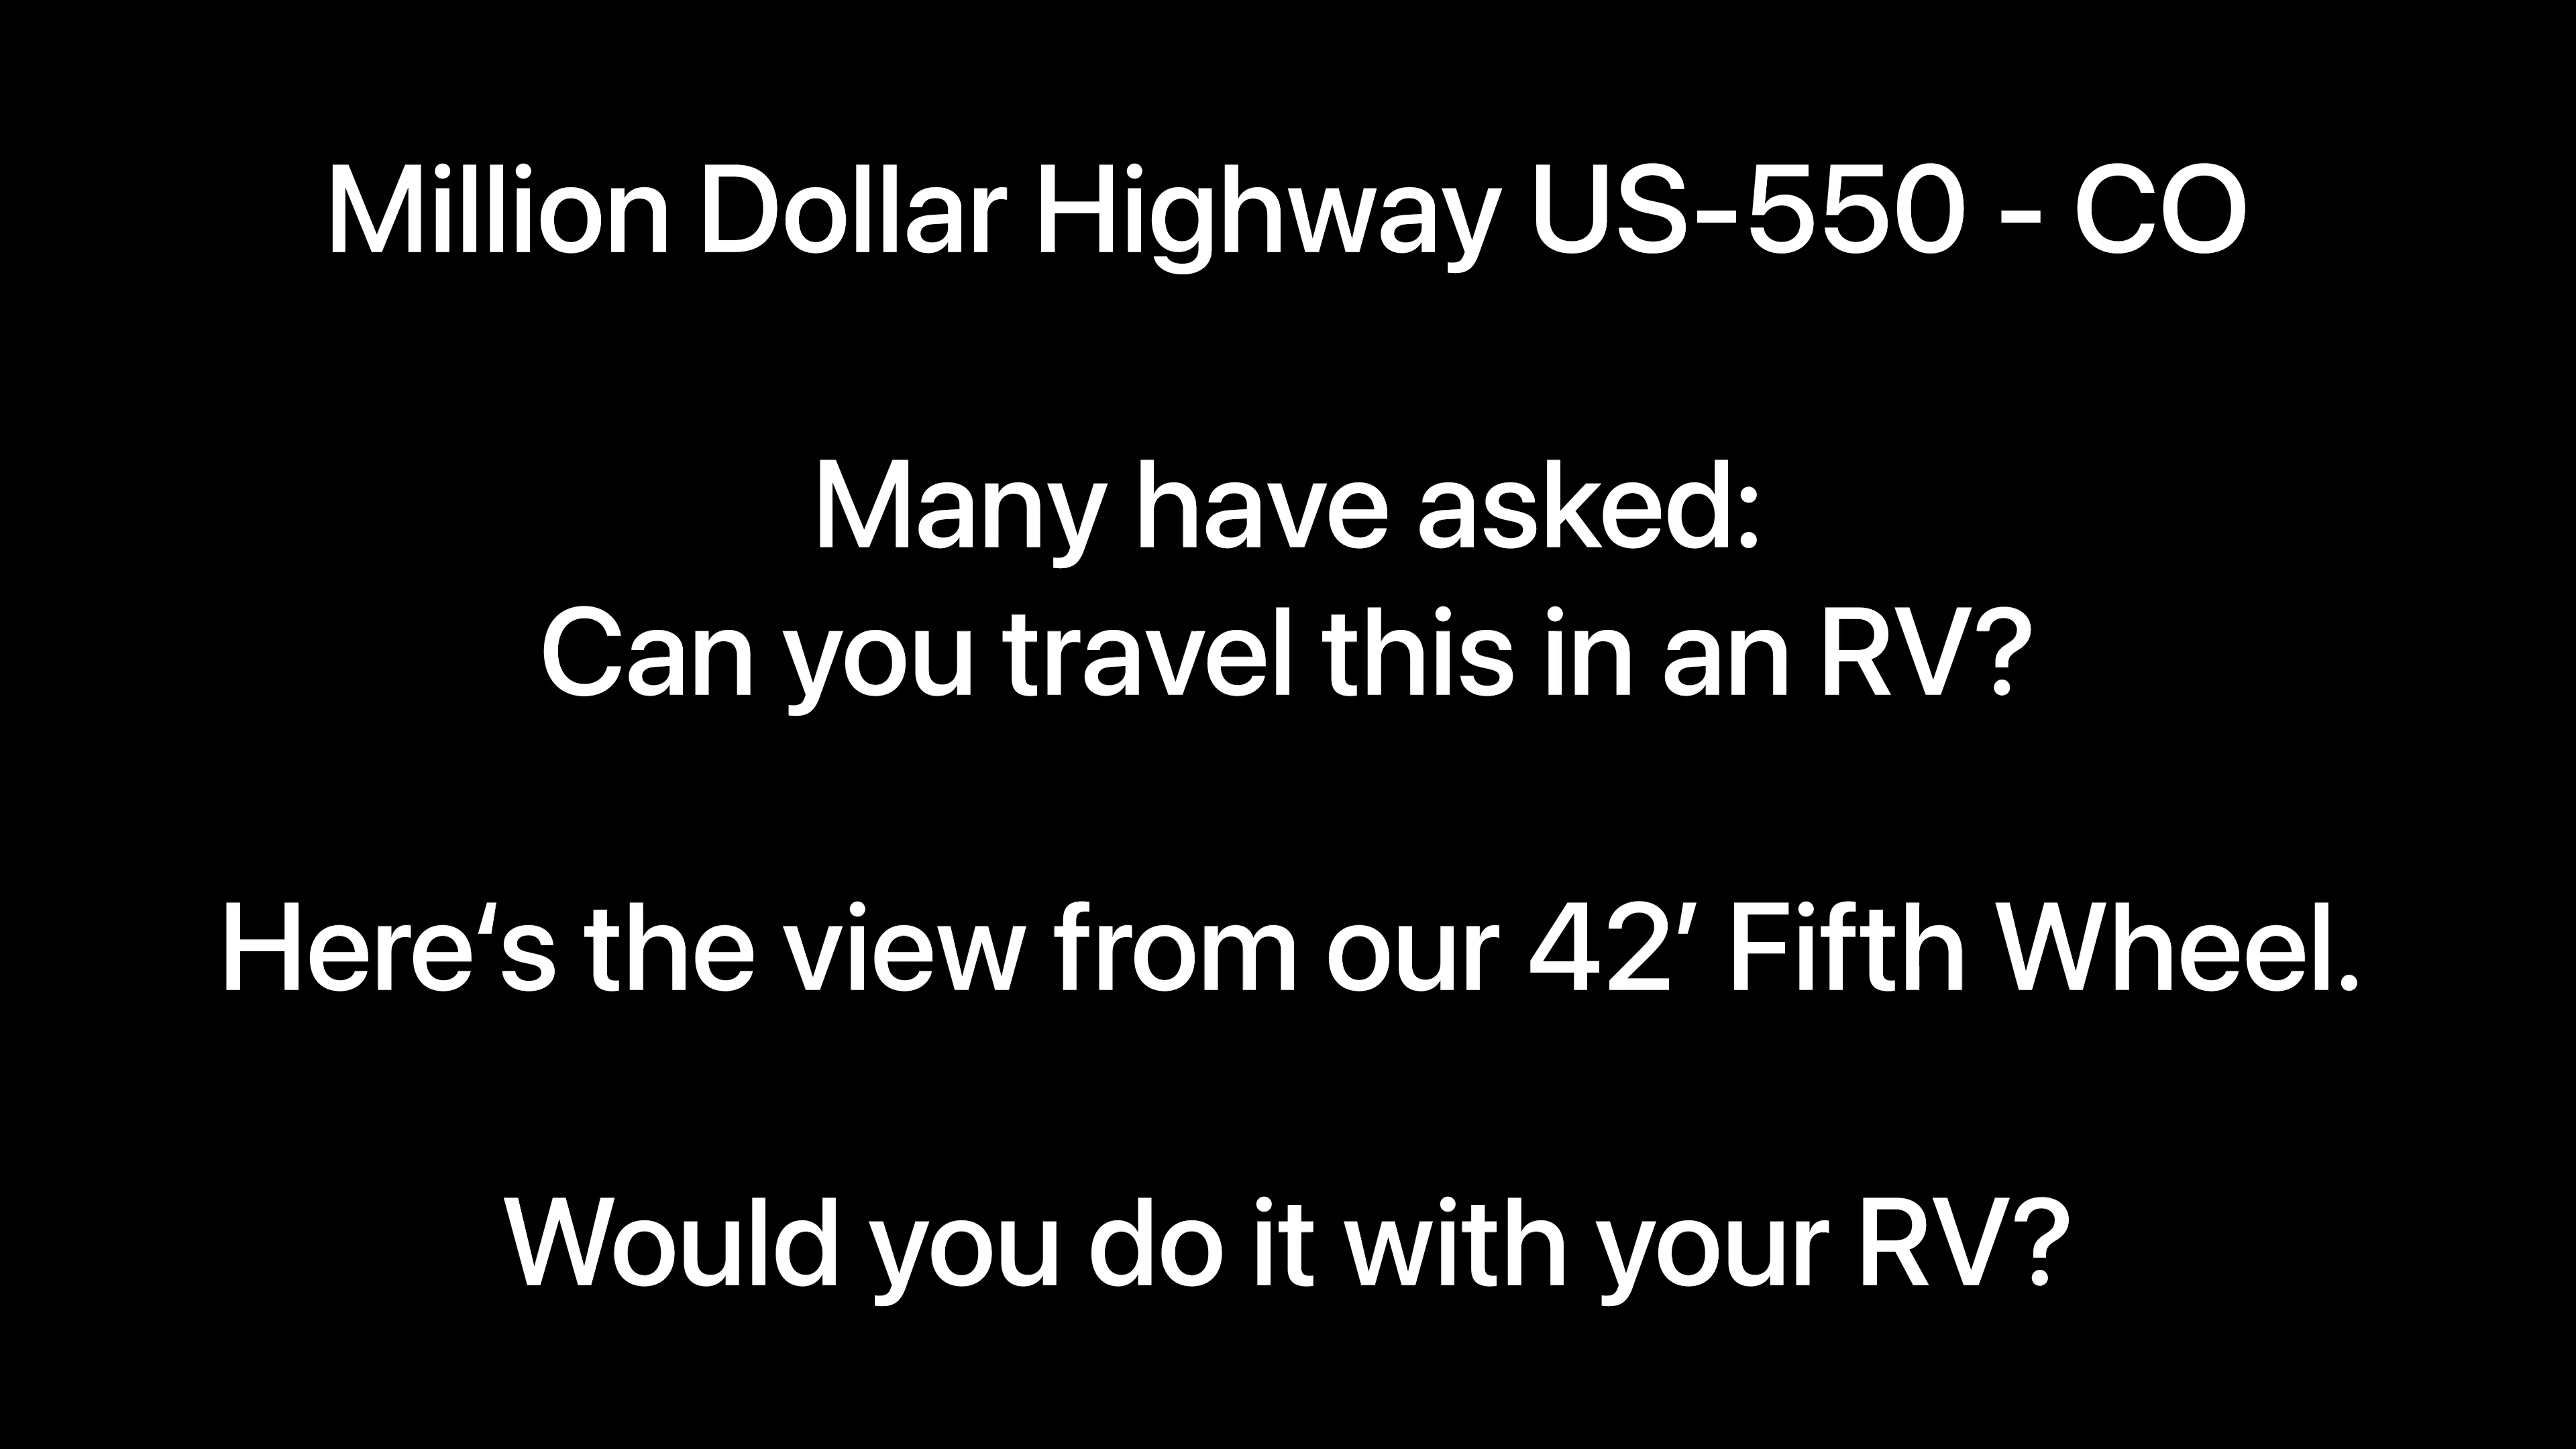 Million Dollar Highway US-550 - CO
Many have asked:
Can you travel this in an RV?
Here‘s the view from our 42’ Fifth Wheel.
Would you do it with your RV?